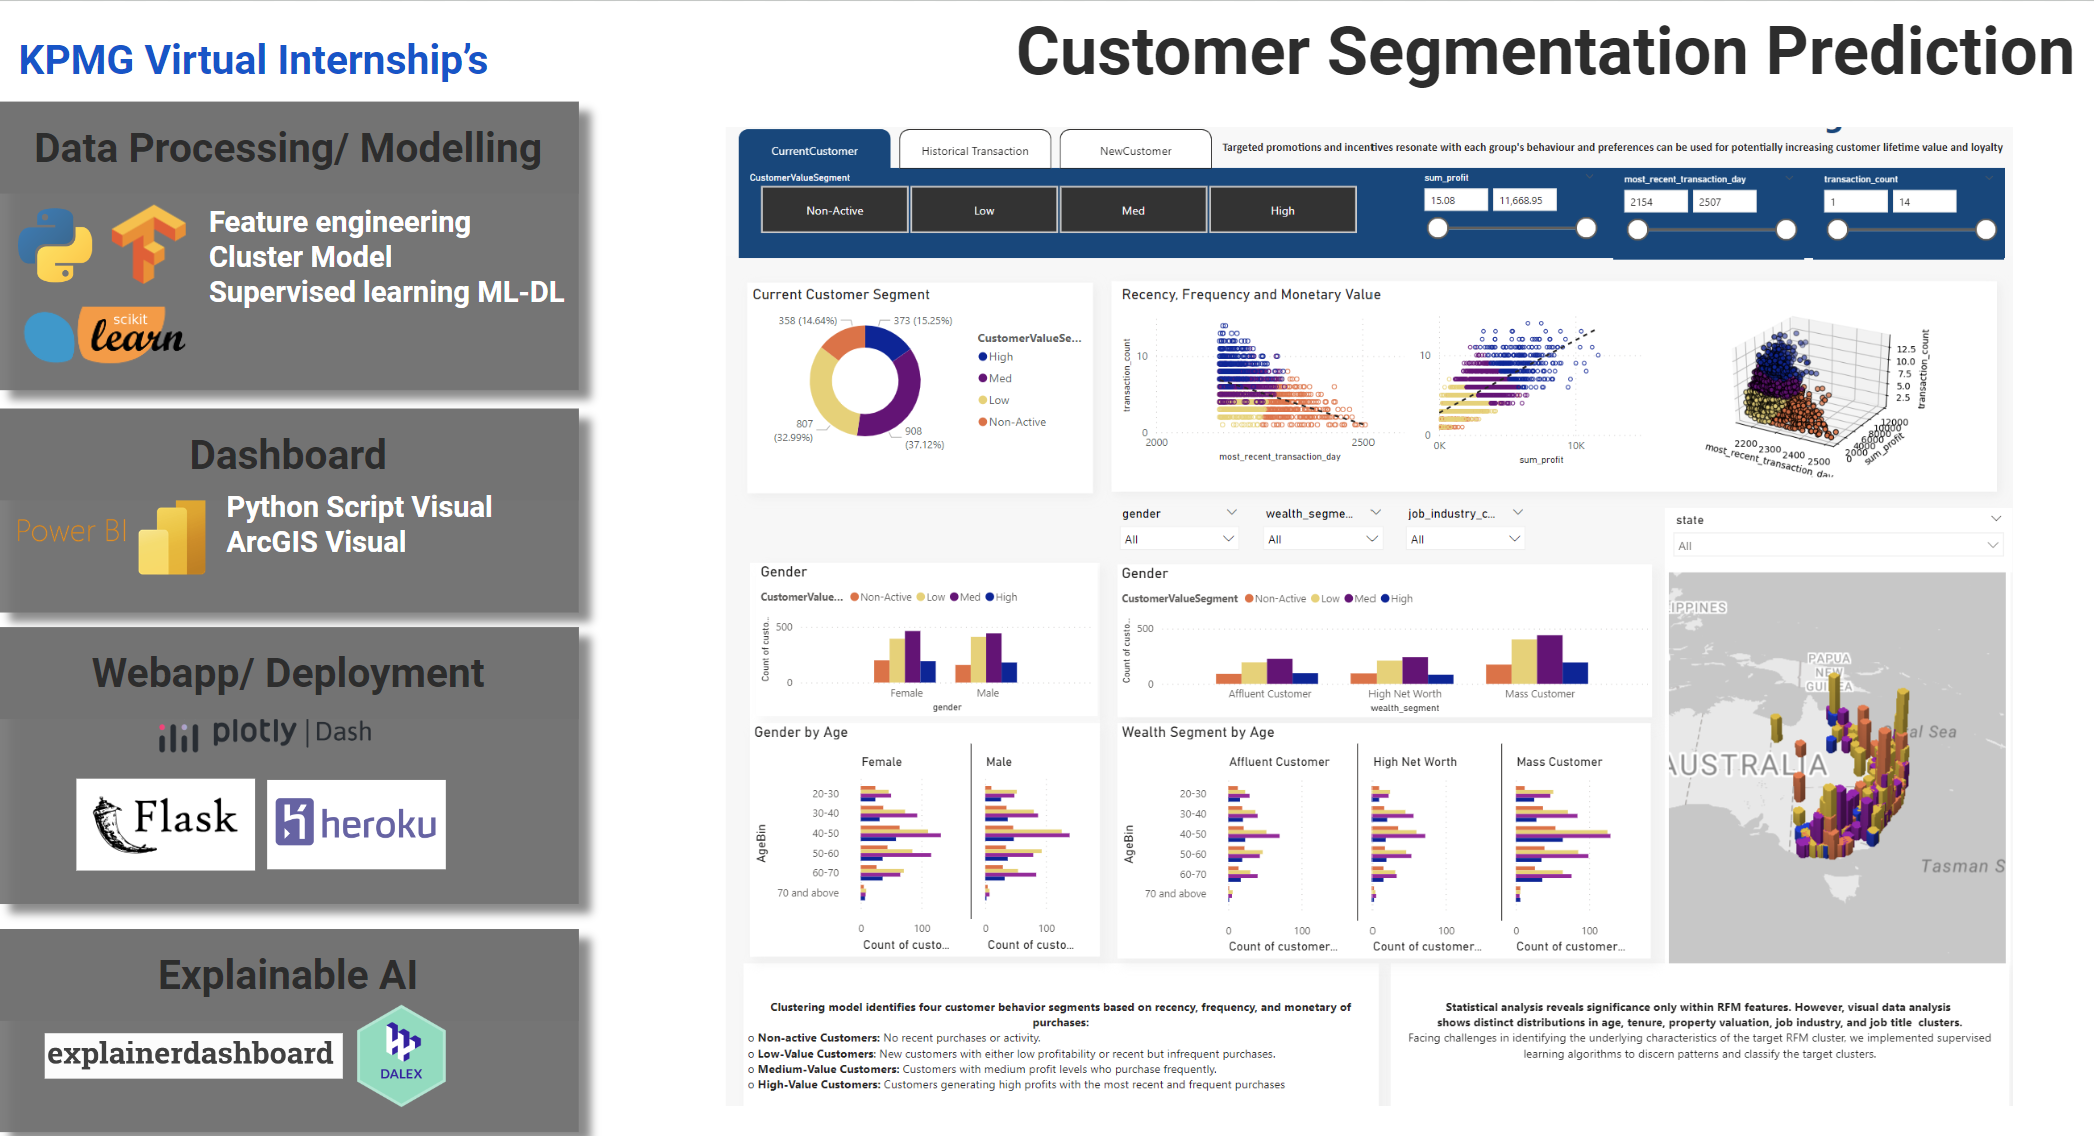 KPMG Virtual Internship's
Customer Segmentation Prediction
Data Processing/ Modelling
Feature engineering
Cluster Model
Supervised learning ML-DL
scikit
learn
Dashboard
Power BI
Python Script Visual
ArcGIS Visual
Webapp/ Deployment
plotly | Dash
Flask
heroku
Explainable AI
explainerdashboard
DALEX
CurrentCustomer
Historical Transaction
NewCustomer
Targeted promotions and incentives resonate with each group's behaviour and preferences can be used for potentially increasing customer lifetime value and loyalty
CustomerValueSegment
Non-Active
Low
Med
High
sum_profit
15.08
11,668.95
most_recent_transaction_day
2154
2507
transaction_count
1
14
Current Customer Segment
358 (14.64%)
373 (15.25%)
807
(32.99%)
908
(37.12%)
CustomerValueSe...
High
Med
Low
Non-Active
Recency, Frequency and Monetary Value
transaction_count
10
0
2000
2500
most_recent_transaction_day
10
0
0K
10K
sum_profit
12.5
10.0
7.5
5.0
2.5
transaction_count
2200
2300
2400
2500
most_recent_transaction_day
0
2000
4000
6000
8000
10000
12000
sum_profit
gender
All
wealth_segme...
All
job_industry_c...
All
state
All
Gender
CustomerValue...
Non-Active
Low
Med
High
Count of custo...
500
0
Female
Male
gender
Gender
CustomerValueSegment
Non-Active
Low
Med
High
Count of custo...
500
0
Affluent Customer
High Net Worth
Mass Customer
wealth_segment
Gender by Age
Female
Male
AgeBin
20-30
30-40
40-50
50-60
60-70
70 and above
0
100
0
100
Count of custo...
Count of custo...
Wealth Segment by Age
Affluent Customer
High Net Worth
Mass Customer
AgeBin
20-30
30-40
40-50
50-60
60-70
70 and above
0
100
0
100
0
100
Count of customer...
Count of customer...
Count of customer...
IPPINES
PAPUA
NEW
GUINEA
AUSTRALIA
al Sea
Tasman S
Clustering model identifies four customer behavior segments based on recency, frequency, and monetary of
purchases:
o Non-active Customers: No recent purchases or activity.
o Low-Value Customers: New customers with either low profitability or recent but infrequent purchases.
o Medium-Value Customers: Customers with medium profit levels who purchase frequently.
o High-Value Customers: Customers generating high profits with the most recent and frequent purchases
Statistical analysis reveals significance only within RFM features. However, visual data analysis
shows distinct distributions in age, tenure, property valuation, job industry, and job title clusters.
Facing challenges in identifying the underlying characteristics of the target RFM cluster. we implemented supervised
learning algorithms to discern patterns and classify the target clusters.